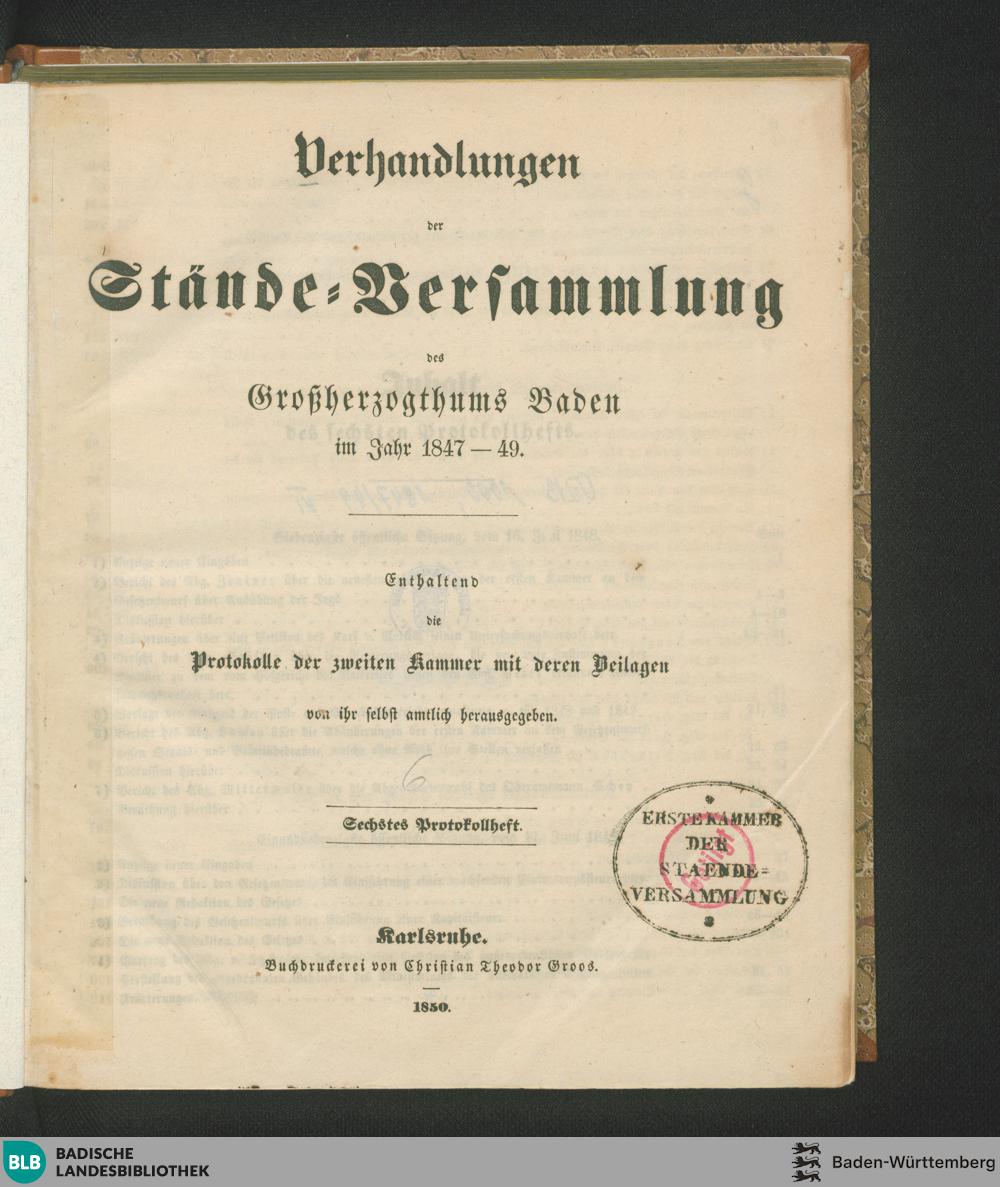 Verhandlungen
der
Stände-Versammlung
des
Großherzogthums Baden
im Jahr 1847 — 49.
Enthaltend
die
Protokolle der zweiten Kammer mit deren Beilagen
von ihr selbst amtlich herausgegeben.
6
Sechstes Protokollheft.
ERSTE KAMMER
DER
STAENDE-
VERSAMMLUNG
Getilgt
Karlsruhe.
Buchdruckerei von Christian Theodor Groos.
1850.
BLB BADISCHE
LANDESBIBLIOTHEK
Baden-Württemberg